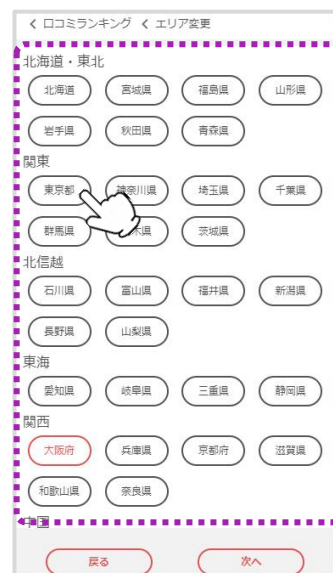 < 口コミランキング < エリア変更
北海道・東北
北海道 宮城県 福島県 山形県
岩手県 秋田県 青森県
関東
東京都 神奈川県 埼玉県 千葉県
群馬県 木県 茨城県
北信越
石川県 富山県 福井県 新潟県
長野県 山梨県
東海
愛知県 岐阜県 三重県 静岡県
関西
大阪府 兵庫県 京都府 滋賀県
和歌山県 奈良県
中国
戻る 次へ